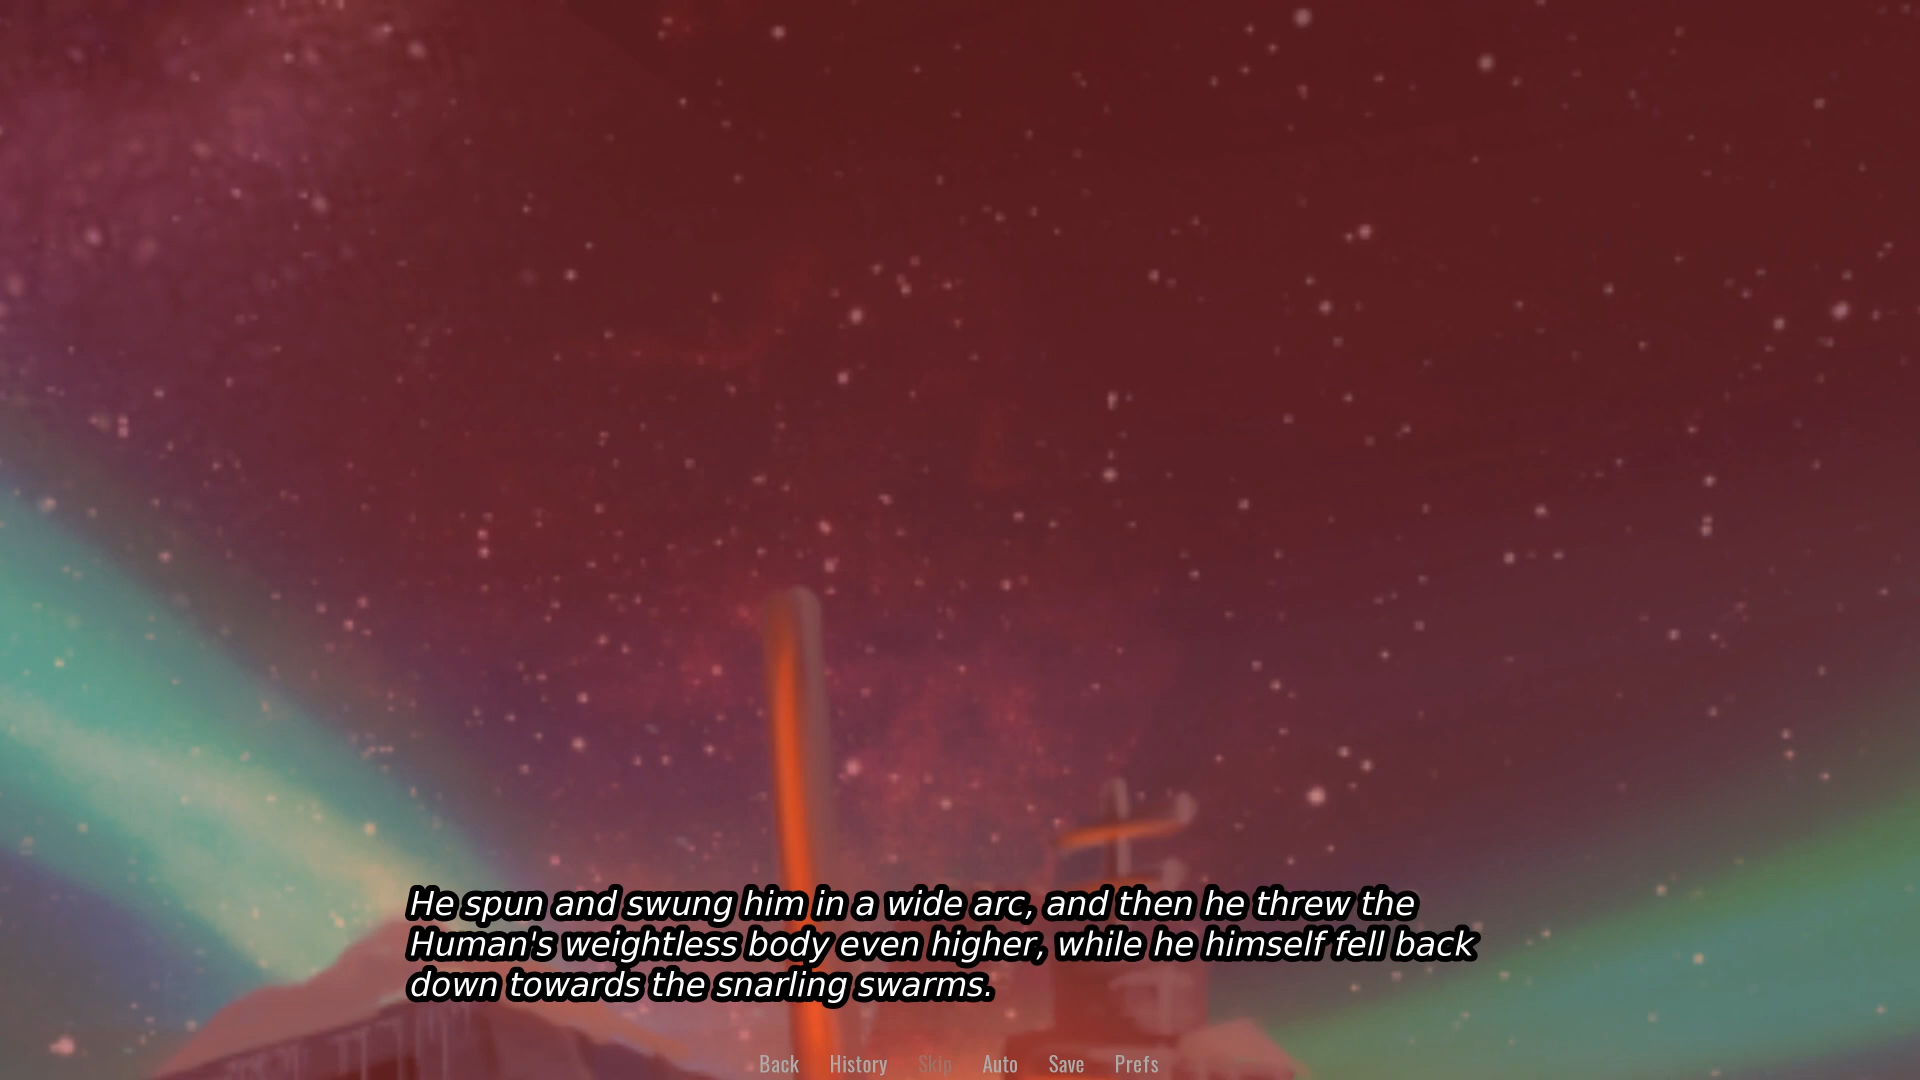 He spun and swung him in a wide arc, and then he threw the
Human's weightless body even higher, while he himself fell back
down towards the snarling swarms.
Back History Skip Auto Save Prefs